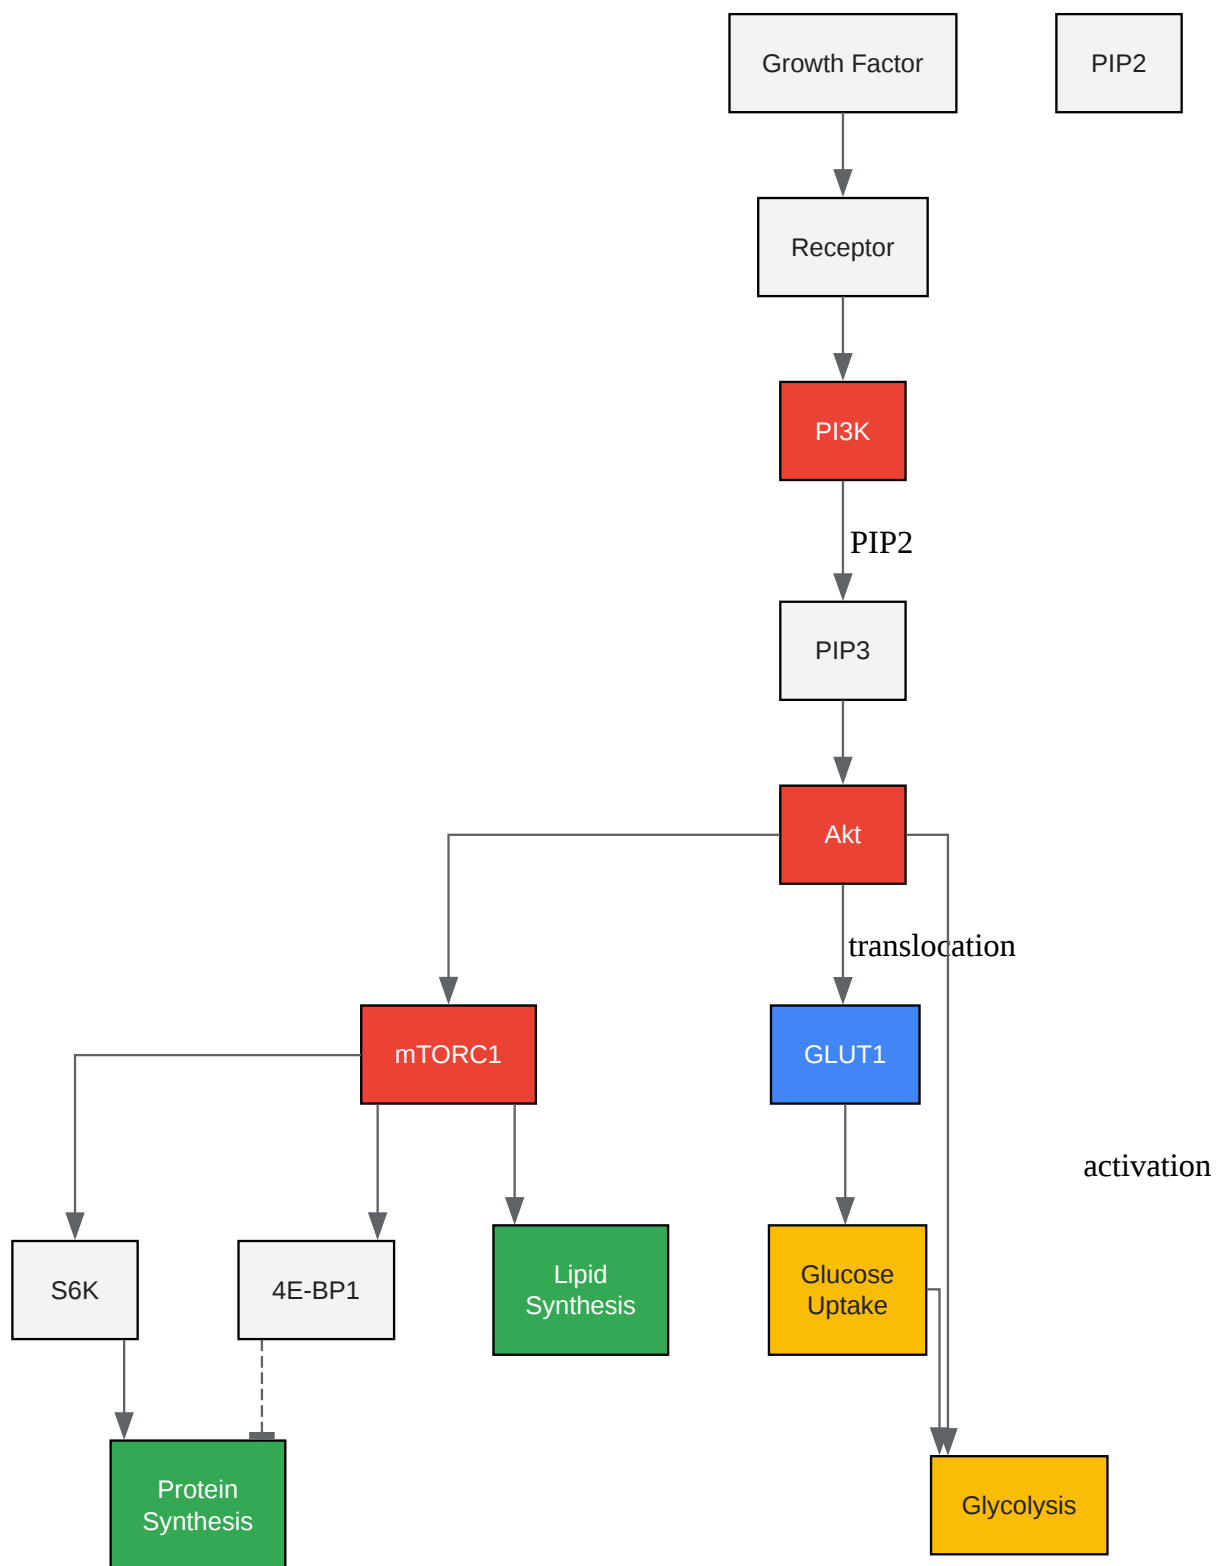 Growth Factor
PIP2
Receptor
PI3K
PIP2
PIP3
Akt
translocation
mTORC1
GLUT1
activation
S6K
4E-BP1
Lipid
Synthesis
Glucose
Uptake
Protein
Synthesis
Glycolysis